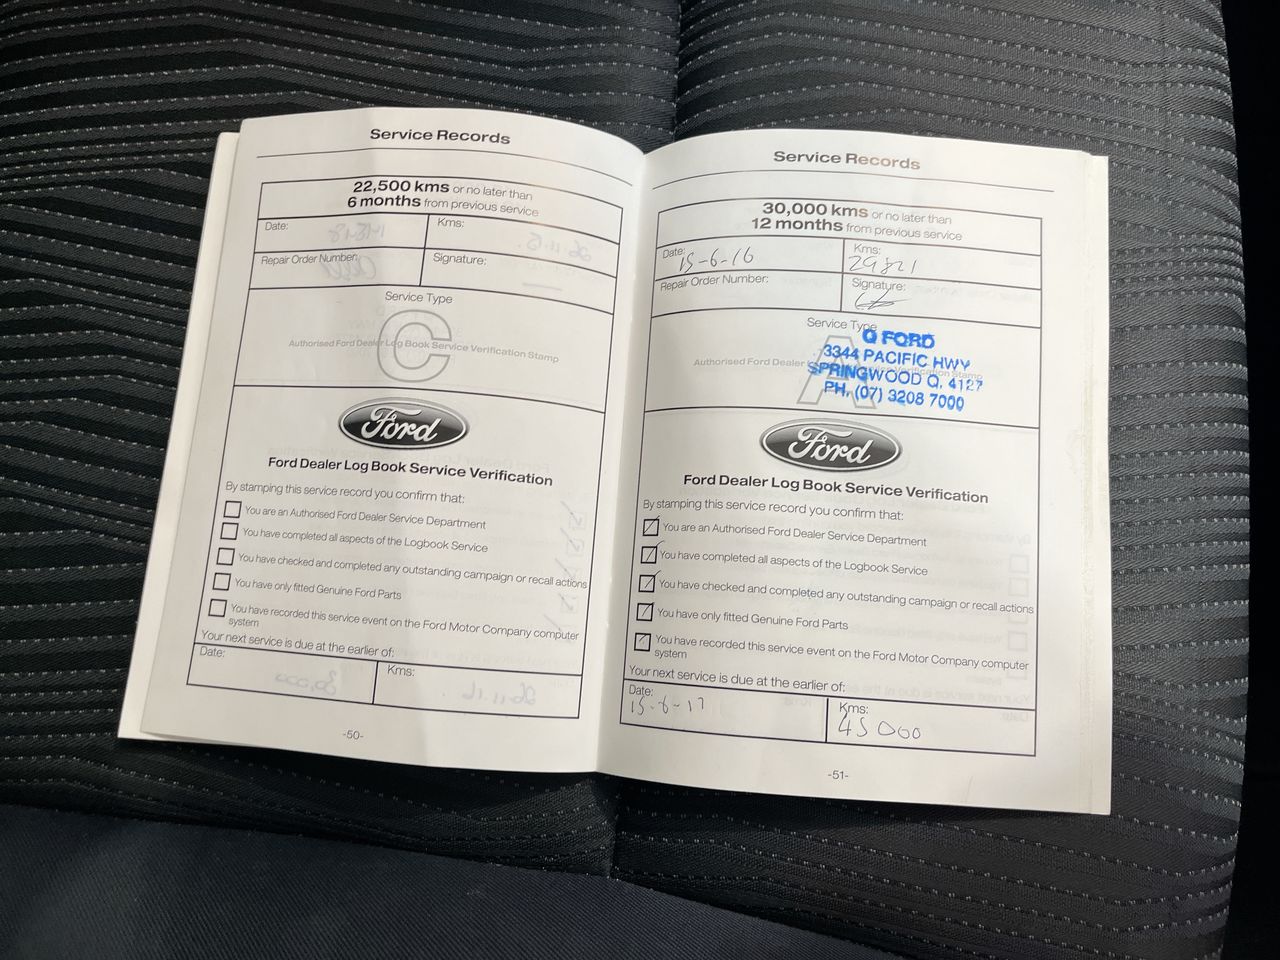 Service Records
22,500 kms or no later than
6 months from previous service
Date:
Kms:
Repair Order Number:
Signature:
Service Type
C
Authorised Ford Dealer Log Book Service Verification Stamp
Ford
Ford Dealer Log Book Service Verification
By stamping this service record you confirm that:
You are an Authorised Ford Dealer Service Department
You have completed all aspects of the Logbook Service
You have checked and completed any outstanding campaign or recall actions
You have only fitted Genuine Ford Parts
You have recorded this service event on the Ford Motor Company computer
system
Your next service is due at the earlier of:
Date:
Kms:
-50-
Service Records
30,000 kms or no later than
12 months from previous service
Date: 15-6-16
Kms: 29821
Repair Order Number:
Signature:
Service Type
A
Authorised Ford Dealer Verification Stamp
Q FORD
3344 PACIFIC HWY
SPRINGWOOD Q. 4127
PH. (07) 3208 7000
Ford
Ford Dealer Log Book Service Verification
By stamping this service record you confirm that:
You are an Authorised Ford Dealer Service Department
You have completed all aspects of the Logbook Service
You have checked and completed any outstanding campaign or recall actions
You have only fitted Genuine Ford Parts
You have recorded this service event on the Ford Motor Company computer
system
Your next service is due at the earlier of:
Date: 15-6-17
Kms: 45000
-51-